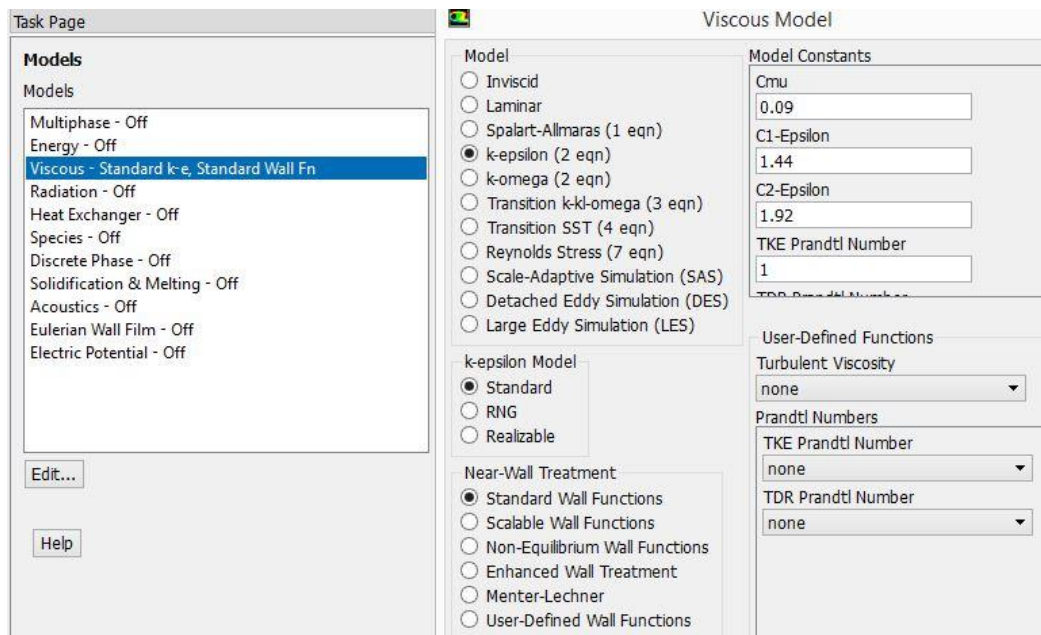 Task Page
Models
Models
Multiphase - Off
Energy - Off
Viscous - Standard k-e, Standard Wall Fn
Radiation - Off
Heat Exchanger - Off
Species - Off
Discrete Phase - Off
Solidification & Melting - Off
Acoustics - Off
Eulerian Wall Film - Off
Electric Potential - Off
Edit...
Help
Viscous Model
Model
Inviscid
Laminar
Spalart-Allmaras (1 eqn)
k-epsilon (2 eqn)
k-omega (2 eqn)
Transition k-kl-omega (3 eqn)
Transition SST (4 eqn)
Reynolds Stress (7 eqn)
Scale-Adaptive Simulation (SAS)
Detached Eddy Simulation (DES)
Large Eddy Simulation (LES)
k-epsilon Model
Standard
RNG
Realizable
Near-Wall Treatment
Standard Wall Functions
Scalable Wall Functions
Non-Equilibrium Wall Functions
Enhanced Wall Treatment
Menter-Lechner
User-Defined Wall Functions
Model Constants
Cmu
0.09
C1-Epsilon
1.44
C2-Epsilon
1.92
TKE Prandtl Number
1
TDR Prandtl Number
User-Defined Functions
Turbulent Viscosity
none
Prandtl Numbers
TKE Prandtl Number
none
TDR Prandtl Number
none